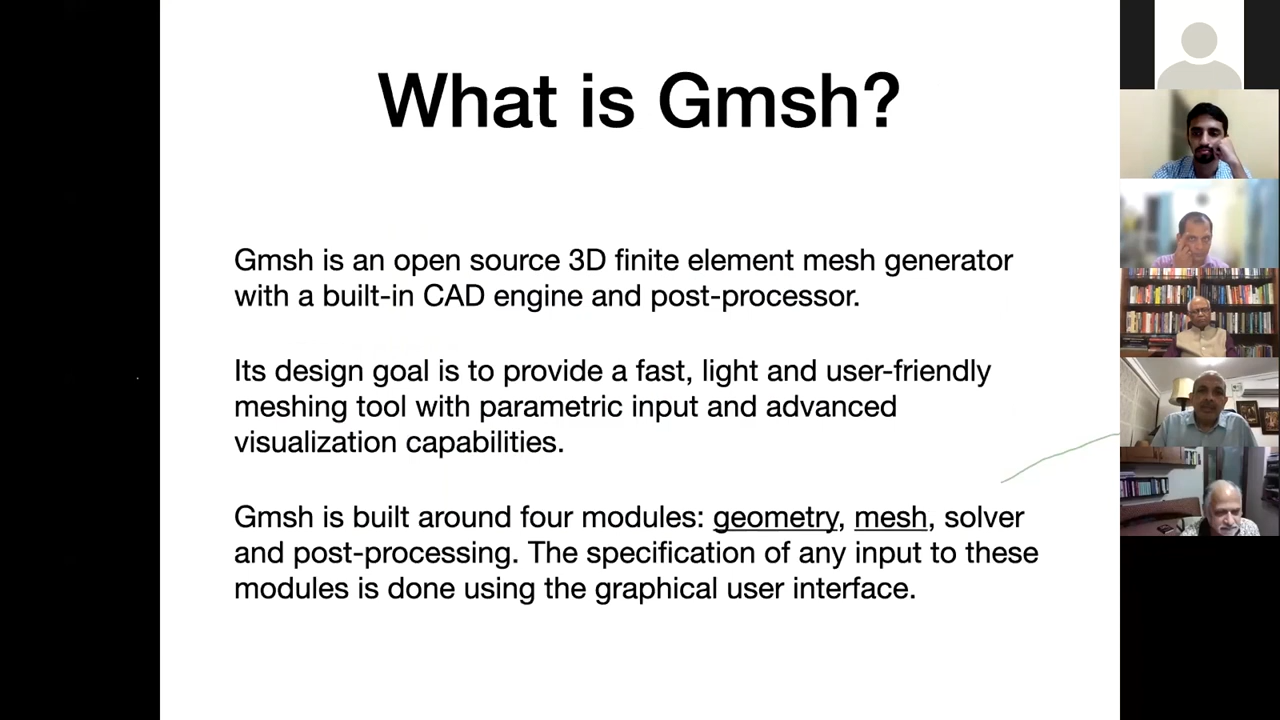 What is Gmsh?
Gmsh is an open source 3D finite element mesh generator
with a built-in CAD engine and post-processor.
Its design goal is to provide a fast, light and user-friendly
meshing tool with parametric input and advanced
visualization capabilities.
Gmsh is built around four modules: geometry, mesh, solver
and post-processing. The specification of any input to these
modules is done using the graphical user interface.